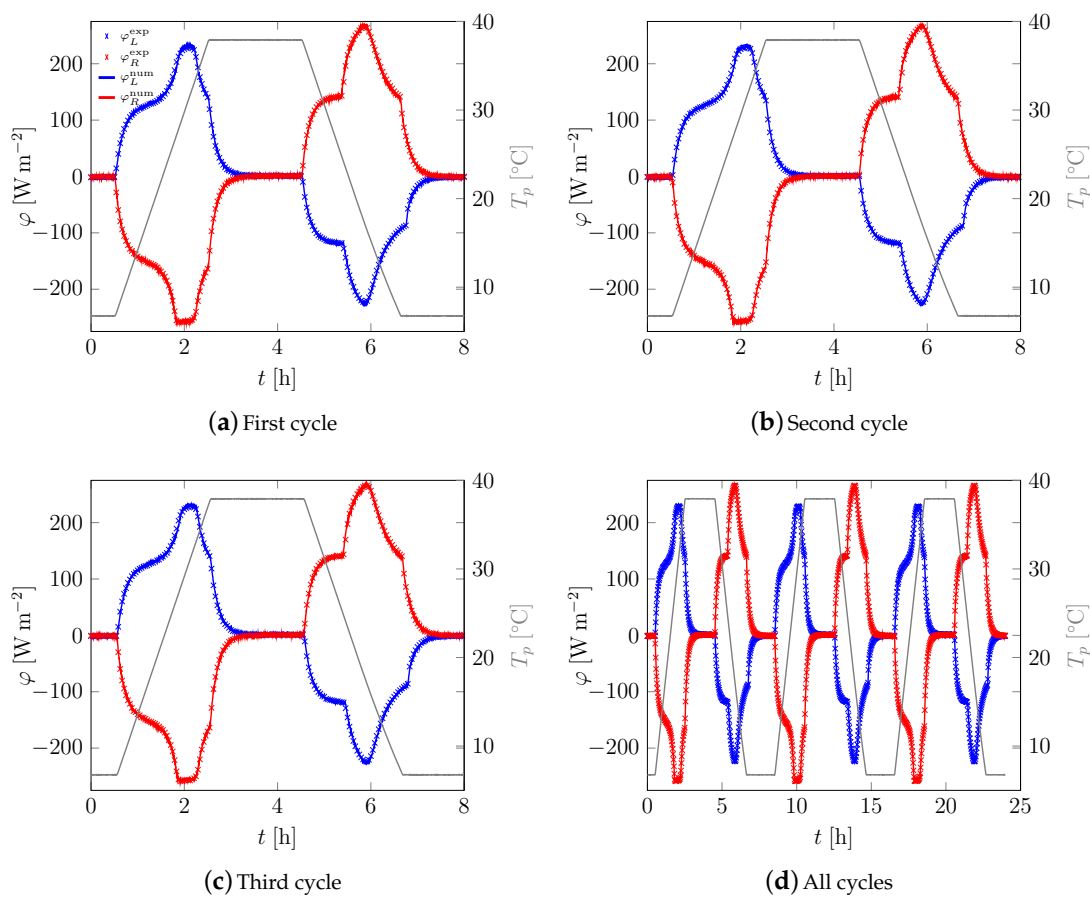 φ_L^exp
φ_R^exp
φ_L^num
φ_R^num
200
100
0
−100
−200
φ [W m⁻²]
40
30
20
10
T_p [°C]
0 2 4 6 8
t [h]
(a) First cycle
200
100
0
−100
−200
φ [W m⁻²]
40
30
20
10
T_p [°C]
0 2 4 6 8
t [h]
(b) Second cycle
200
100
0
−100
−200
φ [W m⁻²]
40
30
20
10
T_p [°C]
0 2 4 6 8
t [h]
(c) Third cycle
200
100
0
−100
−200
φ [W m⁻²]
40
30
20
10
T_p [°C]
0 5 10 15 20 25
t [h]
(d) All cycles